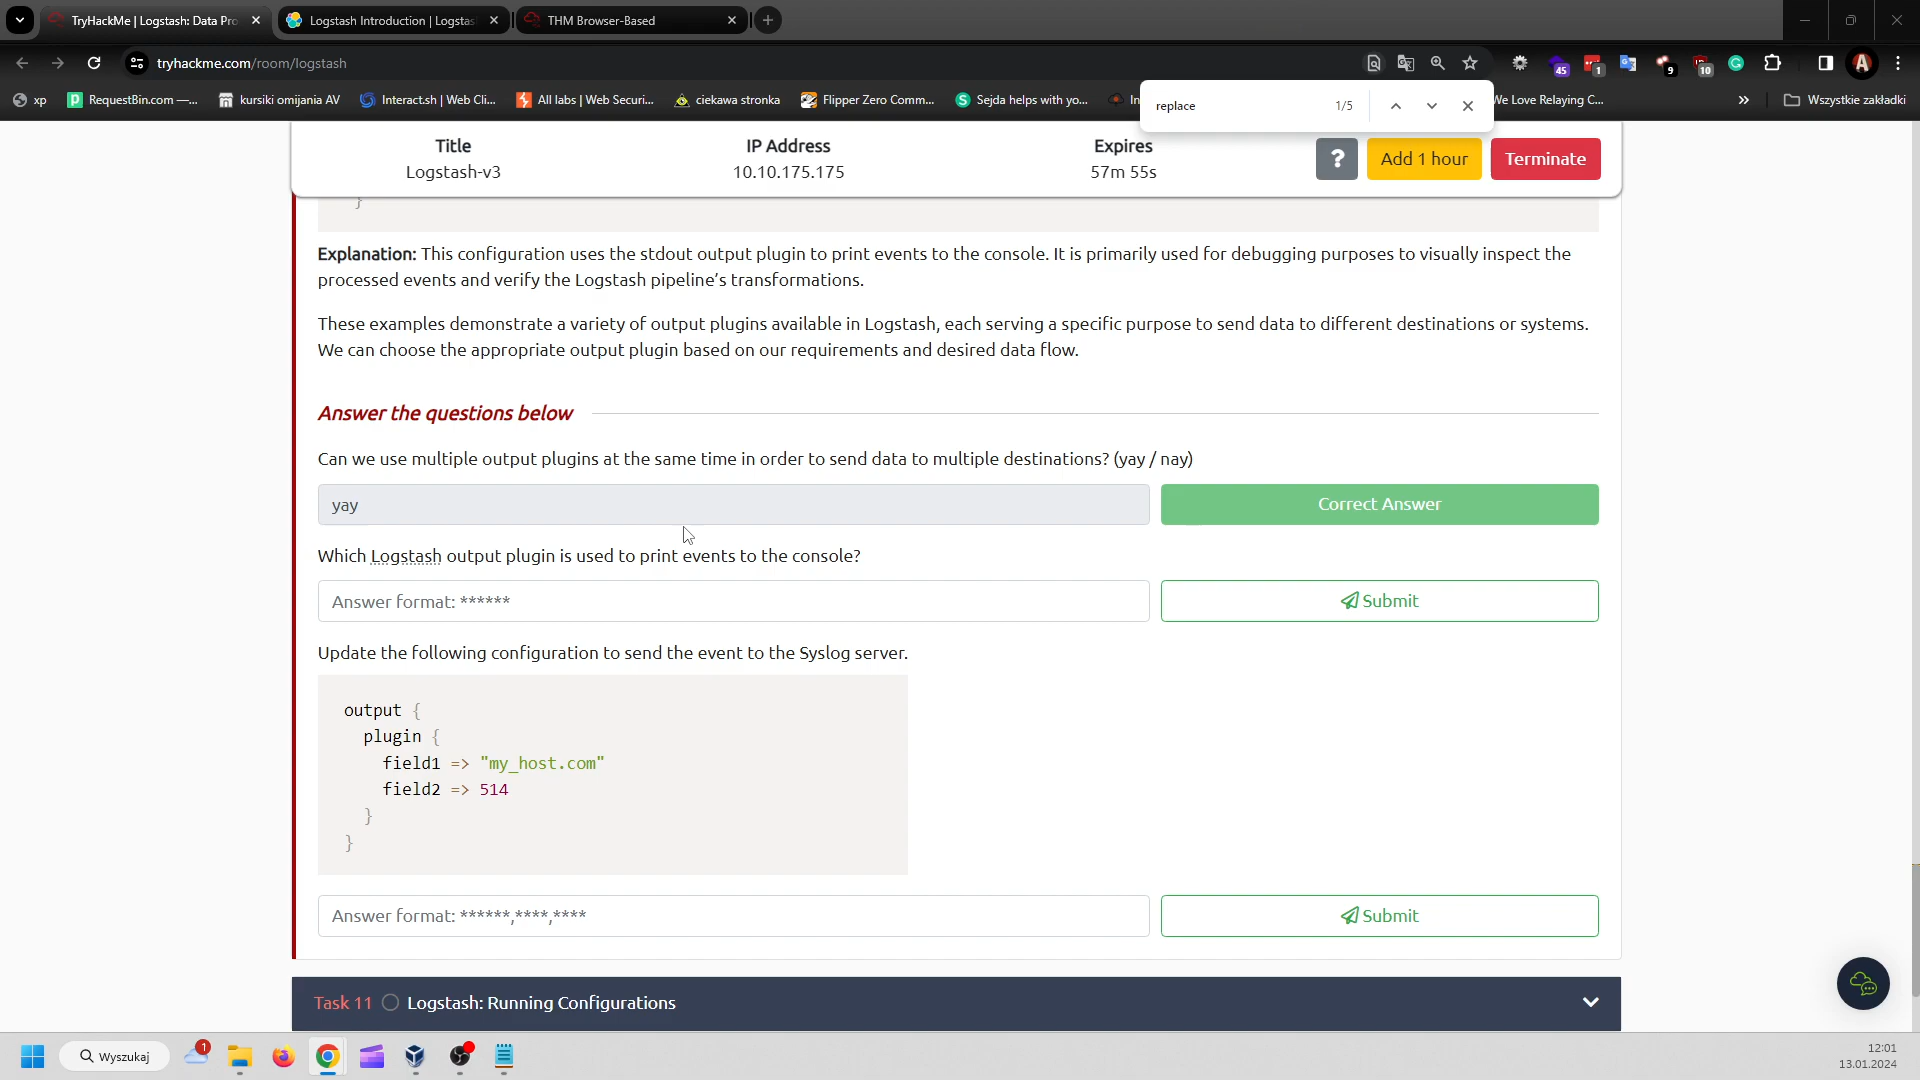 TryHackMe | Logstash: Data Pro
Logstash Introduction | Logstas
THM Browser-Based
tryhackme.com/room/logstash
45
1
9
10
A
xp
RequestBin.com —...
kursiki omijania AV
Interact.sh | Web Cli...
All labs | Web Securi...
ciekawa stronka
Flipper Zero Comm...
Sejda helps with yo...
In
We Love Relaying C...
Wszystkie zakładki
replace
1/5
Title
Logstash-v3
IP Address
10.10.175.175
Expires
57m 55s
?
Add 1 hour
Terminate
}
Explanation: This configuration uses the stdout output plugin to print events to the console. It is primarily used for debugging purposes to visually inspect the
processed events and verify the Logstash pipeline’s transformations.
These examples demonstrate a variety of output plugins available in Logstash, each serving a specific purpose to send data to different destinations or systems.
We can choose the appropriate output plugin based on our requirements and desired data flow.
Answer the questions below
Can we use multiple output plugins at the same time in order to send data to multiple destinations? (yay / nay)
yay
Correct Answer
Which Logstash output plugin is used to print events to the console?
Answer format: ******
Submit
Update the following configuration to send the event to the Syslog server.
output {
plugin {
field1 => "my_host.com"
field2 => 514
}
}
Answer format: ******,****,****
Submit
Task 11 Logstash: Running Configurations
Wyszukaj
1
12:01
13.01.2024